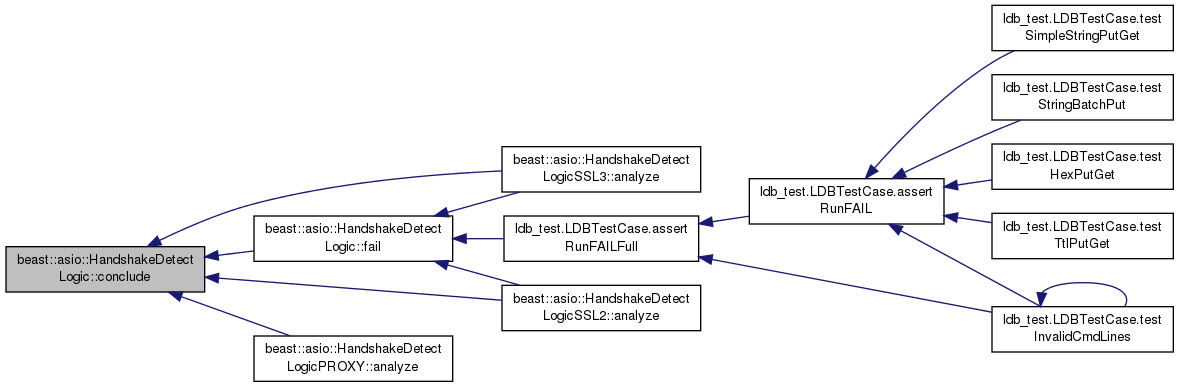 beast::asio::HandshakeDetect
Logic::conclude
beast::asio::HandshakeDetect
LogicSSL3::analyze
beast::asio::HandshakeDetect
Logic::fail
ldb_test.LDBTestCase.assert
RunFAILFull
beast::asio::HandshakeDetect
LogicSSL2::analyze
beast::asio::HandshakeDetect
LogicPROXY::analyze
ldb_test.LDBTestCase.assert
RunFAIL
ldb_test.LDBTestCase.test
SimpleStringPutGet
ldb_test.LDBTestCase.test
StringBatchPut
ldb_test.LDBTestCase.test
HexPutGet
ldb_test.LDBTestCase.test
TtlPutGet
ldb_test.LDBTestCase.test
InvalidCmdLines